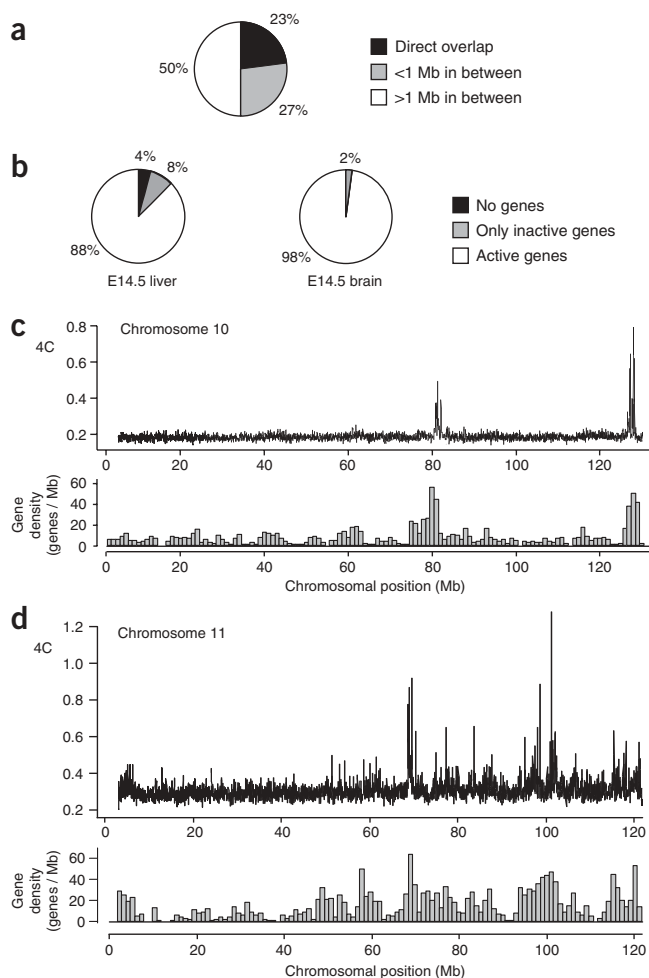 a
23%
50%
27%
Direct overlap
<1 Mb in between
>1 Mb in between
b
4%
8%
88%
E14.5 liver
2%
98%
E14.5 brain
No genes
Only inactive genes
Active genes
c
Chromosome 10
4C
0.8
0.6
0.4
0.2
0 20 40 60 80 100 120
Gene
density
(genes / Mb)
60
40
20
0
0 20 40 60 80 100 120
Chromosomal position (Mb)
d
Chromosome 11
4C
1.2
1.0
0.8
0.6
0.4
0.2
0 20 40 60 80 100 120
Gene
density
(genes / Mb)
60
40
20
0
0 20 40 60 80 100 120
Chromosomal position (Mb)